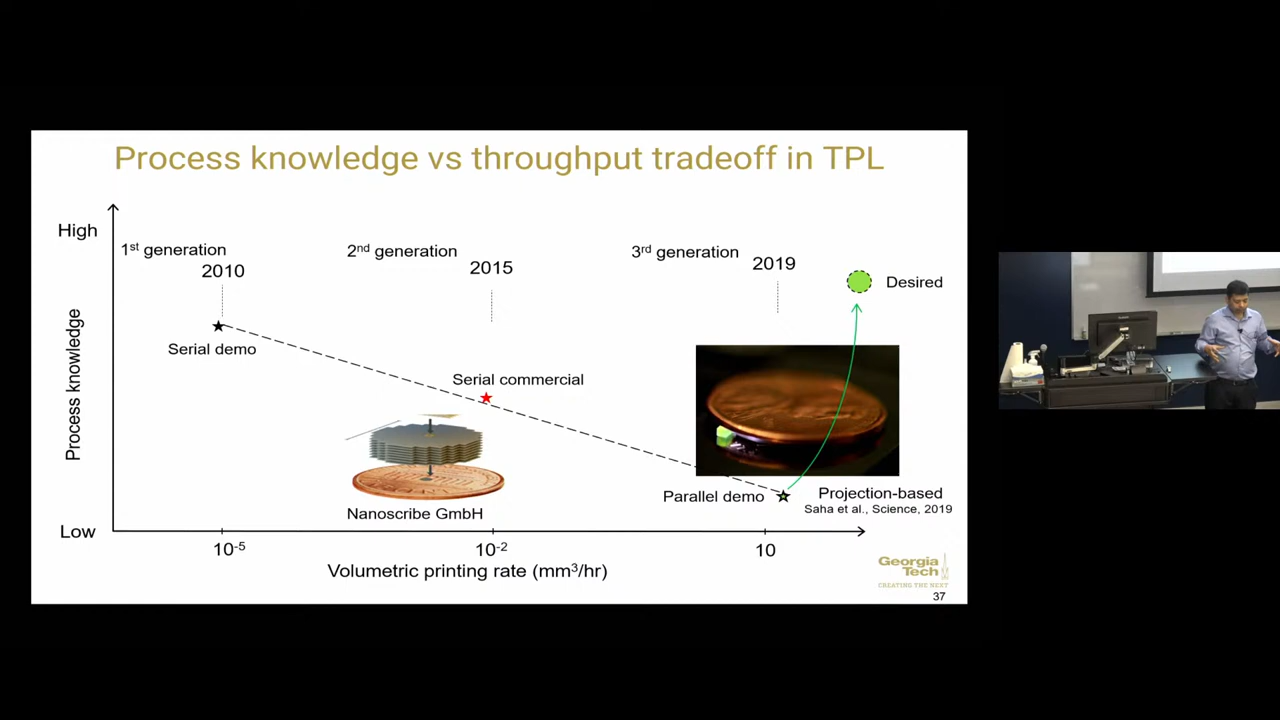 Process knowledge vs throughput tradeoff in TPL
High
1st generation
2010
2nd generation
2015
3rd generation
2019
Desired
Process knowledge
Serial demo
Serial commercial
Nanoscribe GmbH
Parallel demo
Projection-based
Saha et al., Science, 2019
Low
10-5
10-2
10
Volumetric printing rate (mm3/hr)
Georgia
Tech
CREATING THE NEXT
37